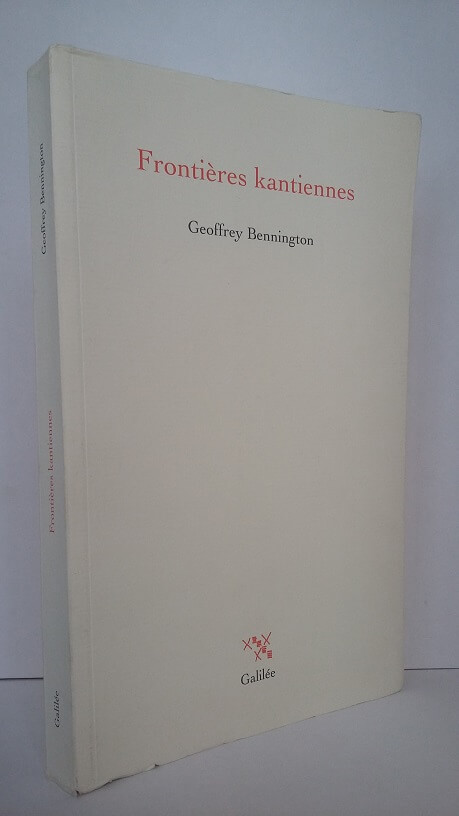 Frontières kantiennes
Geoffrey Bennington
Galilée
Geoffrey Bennington
Frontières kantiennes
Galilée